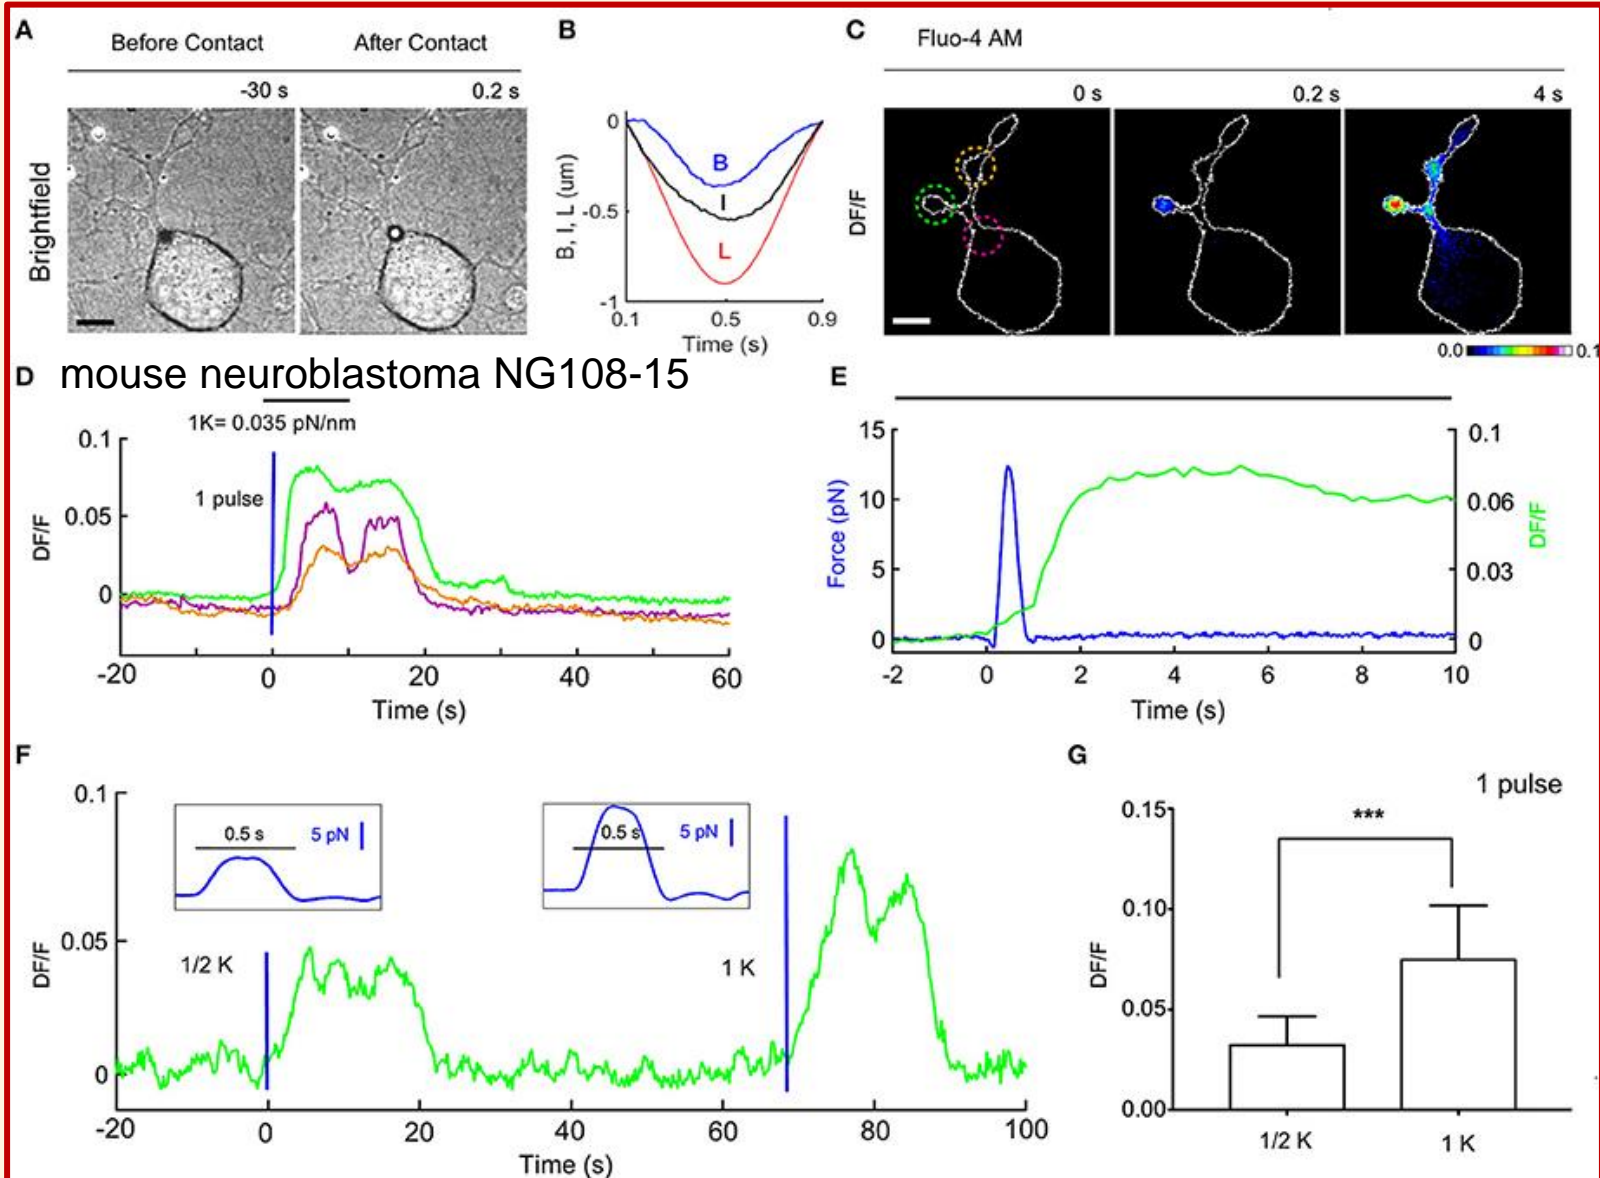 A
Before Contact
After Contact
-30 s
0.2 s
Brightfield
B
0
-0.5
-1
B, I, L (um)
B
I
L
0.1
0.5
0.9
Time (s)
C
Fluo-4 AM
0 s
0.2 s
4 s
DF/F
0.0
0.1
D
mouse neuroblastoma NG108-15
1K= 0.035 pN/nm
1 pulse
0.1
0.05
0
DF/F
-20
0
20
40
60
Time (s)
E
15
10
5
0
Force (pN)
0.1
0.06
0.03
0
DF/F
-2
0
2
4
6
8
10
Time (s)
F
0.1
0.05
0
DF/F
0.5 s
5 pN
1/2 K
0.5 s
5 pN
1 K
-20
0
20
40
60
80
100
Time (s)
G
1 pulse
***
0.15
0.10
0.05
0.00
DF/F
1/2 K
1 K